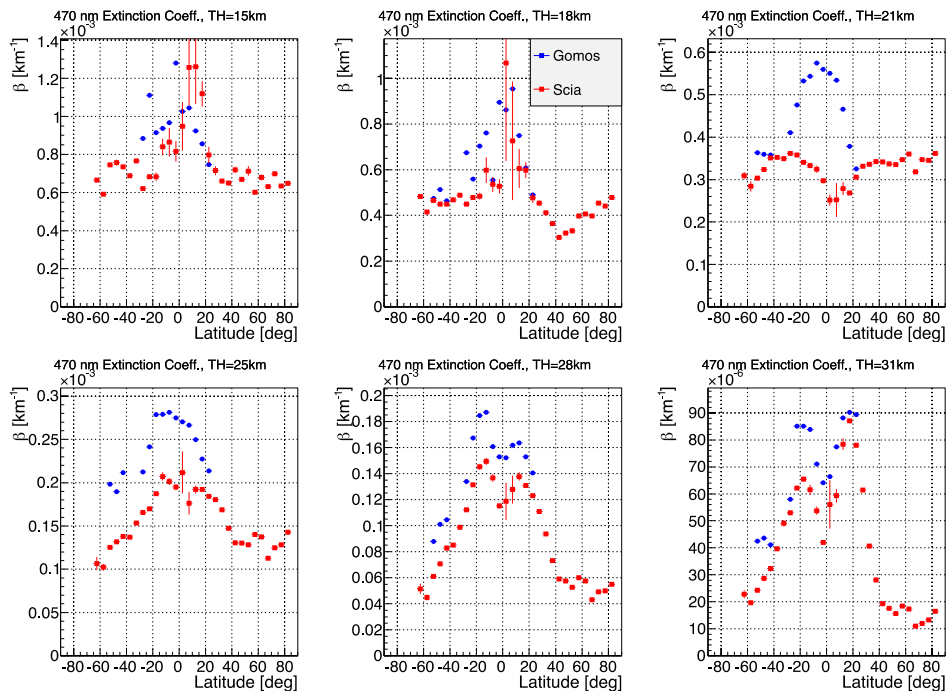 470 nm Extinction Coeff., TH=15km
×10⁻³
β [km⁻¹]
1.4
1.2
1
0.8
0.6
0.4
0.2
0
-80 -60 -40 -20 0 20 40 60 80
Latitude [deg]
470 nm Extinction Coeff., TH=18km
×10⁻³
β [km⁻¹]
1
0.8
0.6
0.4
0.2
0
Gomos
Scia
-80 -60 -40 -20 0 20 40 60 80
Latitude [deg]
470 nm Extinction Coeff., TH=21km
×10⁻³
β [km⁻¹]
0.6
0.5
0.4
0.3
0.2
0.1
0
-80 -60 -40 -20 0 20 40 60 80
Latitude [deg]
470 nm Extinction Coeff., TH=25km
×10⁻³
β [km⁻¹]
0.3
0.25
0.2
0.15
0.1
0.05
0
-80 -60 -40 -20 0 20 40 60 80
Latitude [deg]
470 nm Extinction Coeff., TH=28km
×10⁻³
β [km⁻¹]
0.2
0.18
0.16
0.14
0.12
0.1
0.08
0.06
0.04
0.02
0
-80 -60 -40 -20 0 20 40 60 80
Latitude [deg]
470 nm Extinction Coeff., TH=31km
×10⁻⁶
β [km⁻¹]
90
80
70
60
50
40
30
20
10
0
-80 -60 -40 -20 0 20 40 60 80
Latitude [deg]